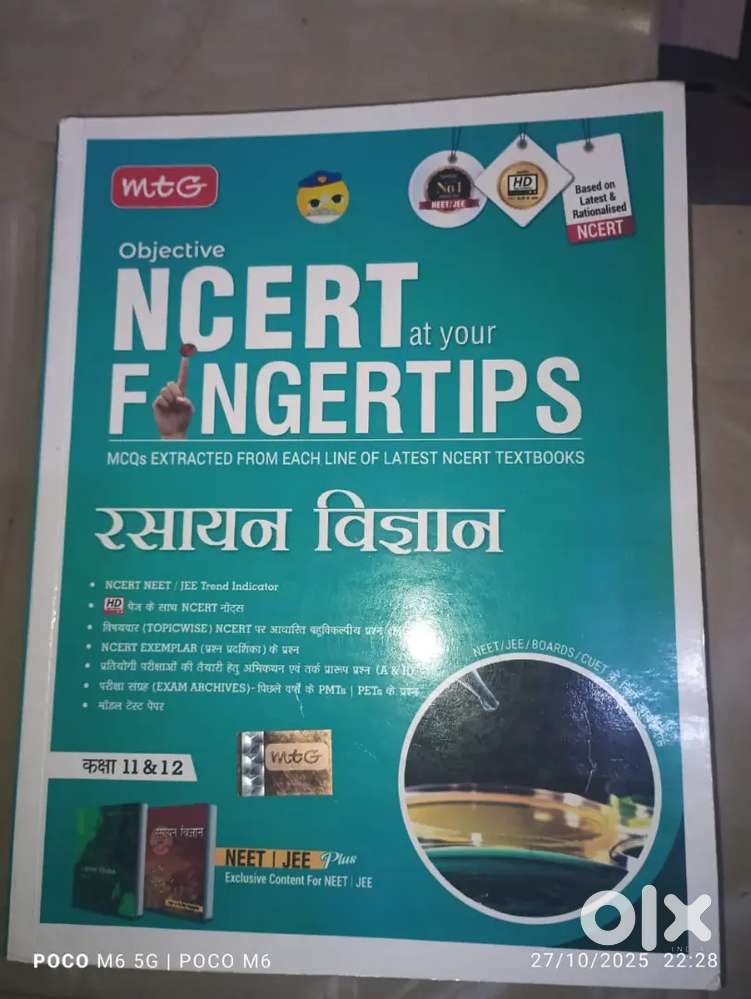 mtG
No.1
NEET/JEE
HD
Based on
Latest &
Rationalised
NCERT
Objective
NCERT at your
FINGERTIPS
MCQs EXTRACTED FROM EACH LINE OF LATEST NCERT TEXTBOOKS
रसायन विज्ञान
• NCERT NEET / JEE Trend Indicator
• HD पेज के साथ NCERT नोट्स
• विषयवार (TOPICWISE) NCERT पर आधारित बहुविकल्पीय प्रश्न
• NCERT EXEMPLAR (प्रश्न प्रदर्शिका) के प्रश्न
• प्रतियोगी परीक्षाओं की तैयारी हेतु अभिकथन एवं तर्क प्रारूप प्रश्न (A & R)
• परीक्षा संग्रह (EXAM ARCHIVES)- पिछले वर्षों के PMTs | PETs के प्रश्न
• मॉडल टेस्ट पेपर
NEET/JEE/BOARDS/CUET
कक्षा 11 & 12
mtG
रसायन विज्ञान
NEET | JEE Plus
Exclusive Content For NEET | JEE
olx
INDIA
POCO M6 5G | POCO M6
27/10/2025 22:28